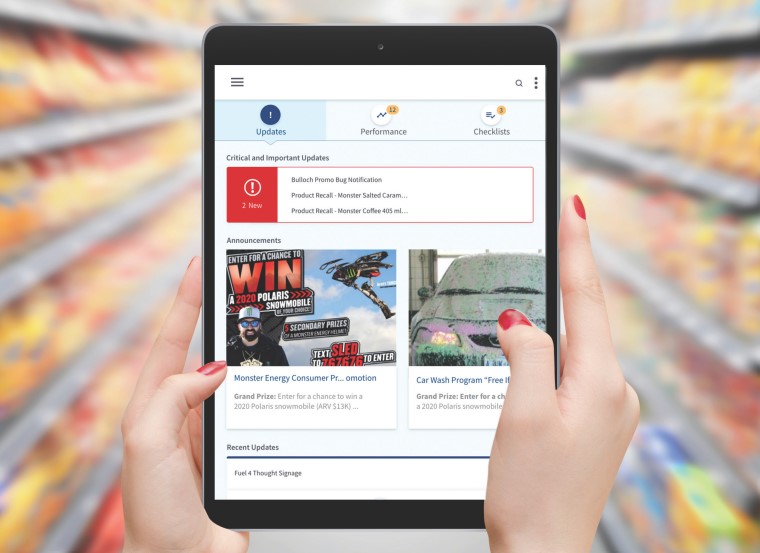 !
12
3
Updates
Performance
Checklists
Critical and Important Updates
2 New
Bulloch Promo Bug Notification
Product Recall - Monster Salted Caram...
Product Recall - Monster Coffee 405 ml...
Announcements
ENTER FOR A CHANCE TO
WIN
A 2020 POLARIS
SNOWMOBILE
OF YOUR CHOICE
5 SECONDARY PRIZES
OF A MONSTER ENERGY HELMET
TEXT SLED
TO 767676 TO ENTER
Monster Energy Consumer Pr... omotion
Grand Prize: Enter for a chance to win a
2020 Polaris snowmobile (ARV $13K) ...
Car Wash Program "Free If
Grand Prize: Enter for a ch
a 2020 Polaris snowmobile
Recent Updates
Fuel 4 Thought Signage